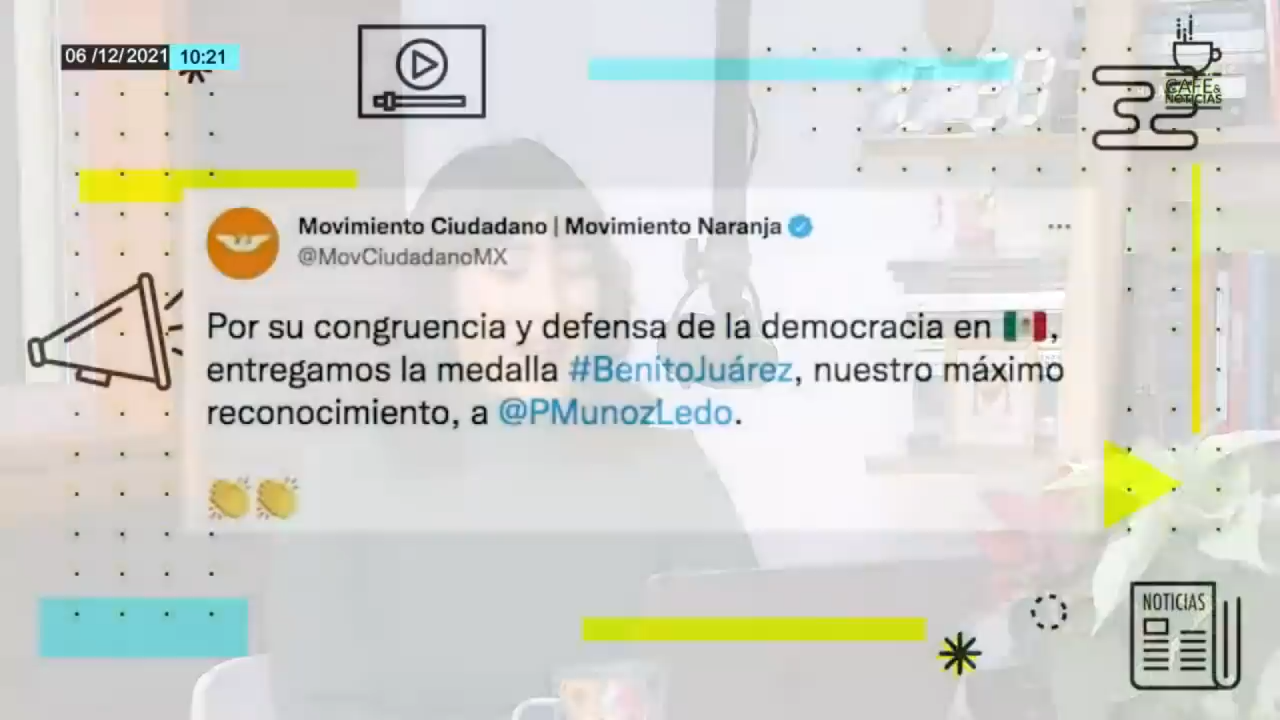 06 /12/2021 10:21
CAFE&
NOTICIAS
Movimiento Ciudadano | Movimiento Naranja
@MovCiudadanoMX
Por su congruencia y defensa de la democracia en 🇲🇽,
entregamos la medalla #BenitoJuárez, nuestro máximo
reconocimiento, a @PMunozLedo.
👏👏
NOTICIAS